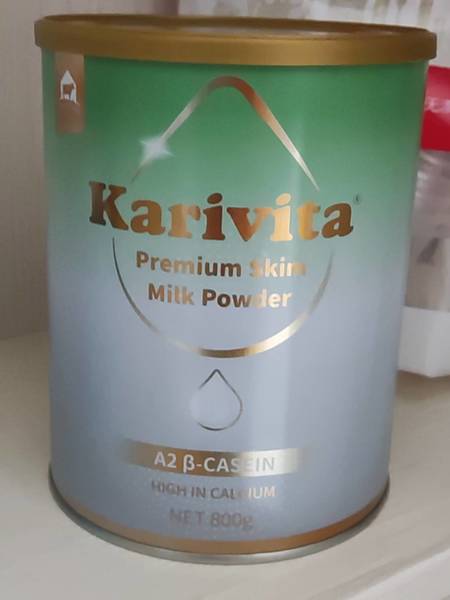 Karivita
Premium Skim
Milk Powder
A2 β-CASEIN
HIGH IN CALCIUM
NET 800g